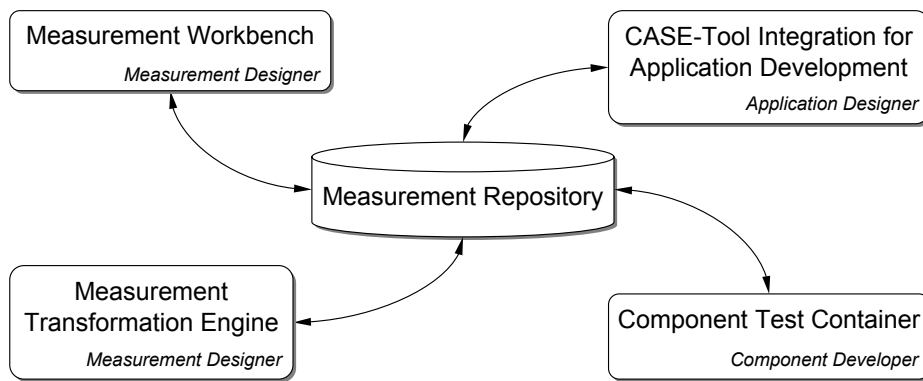 Measurement Workbench
Measurement Designer
CASE-Tool Integration for
Application Development
Application Designer
Measurement Repository
Measurement
Transformation Engine
Measurement Designer
Component Test Container
Component Developer